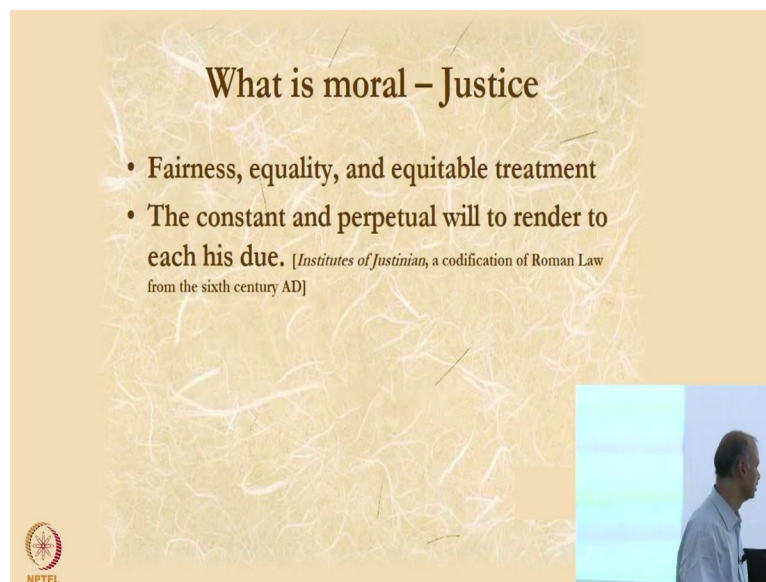 What is moral – Justice
• Fairness, equality, and equitable treatment
• The constant and perpetual will to render to
each his due. [Institutes of Justinian, a codification of Roman Law
from the sixth century AD]
NPTEL